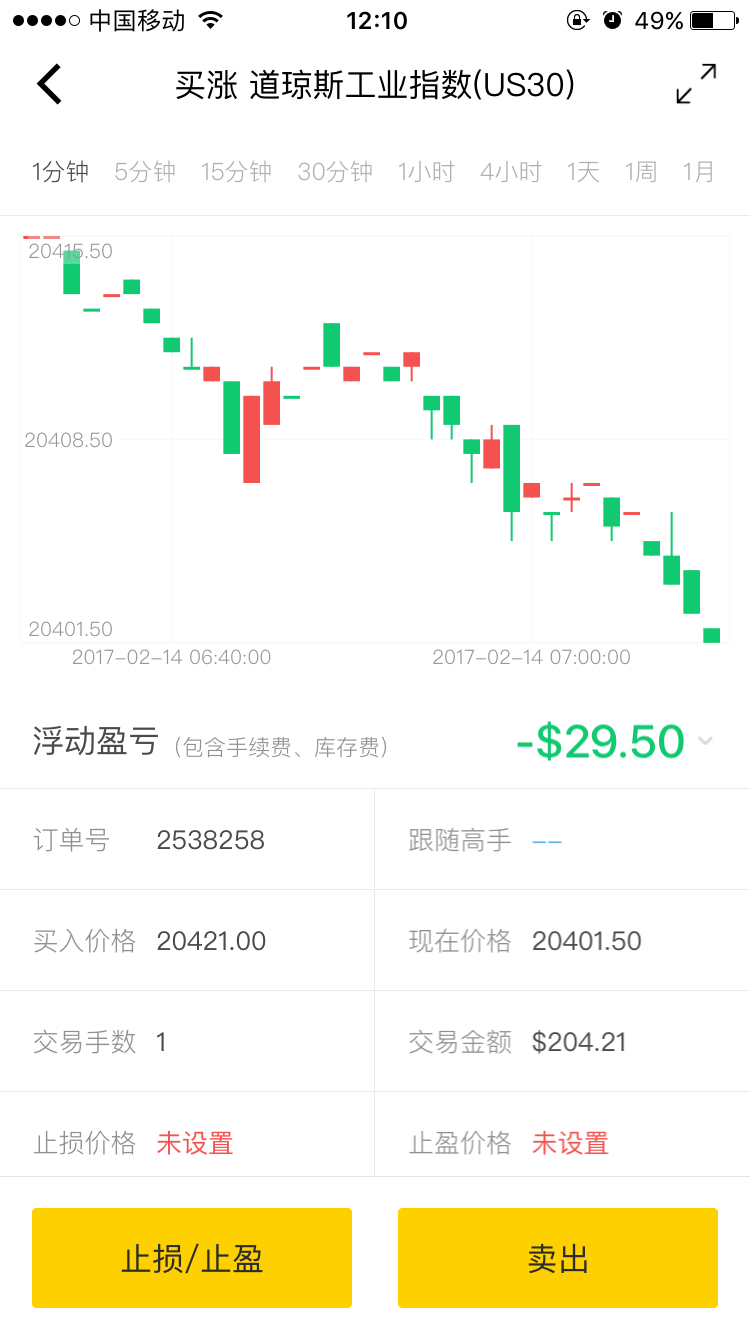 中国移动 12:10 49%
买涨 道琼斯工业指数(US30)
1分钟 5分钟 15分钟 30分钟 1小时 4小时 1天 1周 1月
20415.50
20408.50
20401.50
2017-02-14 06:40:00 2017-02-14 07:00:00
浮动盈亏 (包含手续费、库存费) -$29.50
订单号 2538258 跟随高手 --
买入价格 20421.00 现在价格 20401.50
交易手数 1 交易金额 $204.21
止损价格 未设置 止盈价格 未设置
止损/止盈 卖出